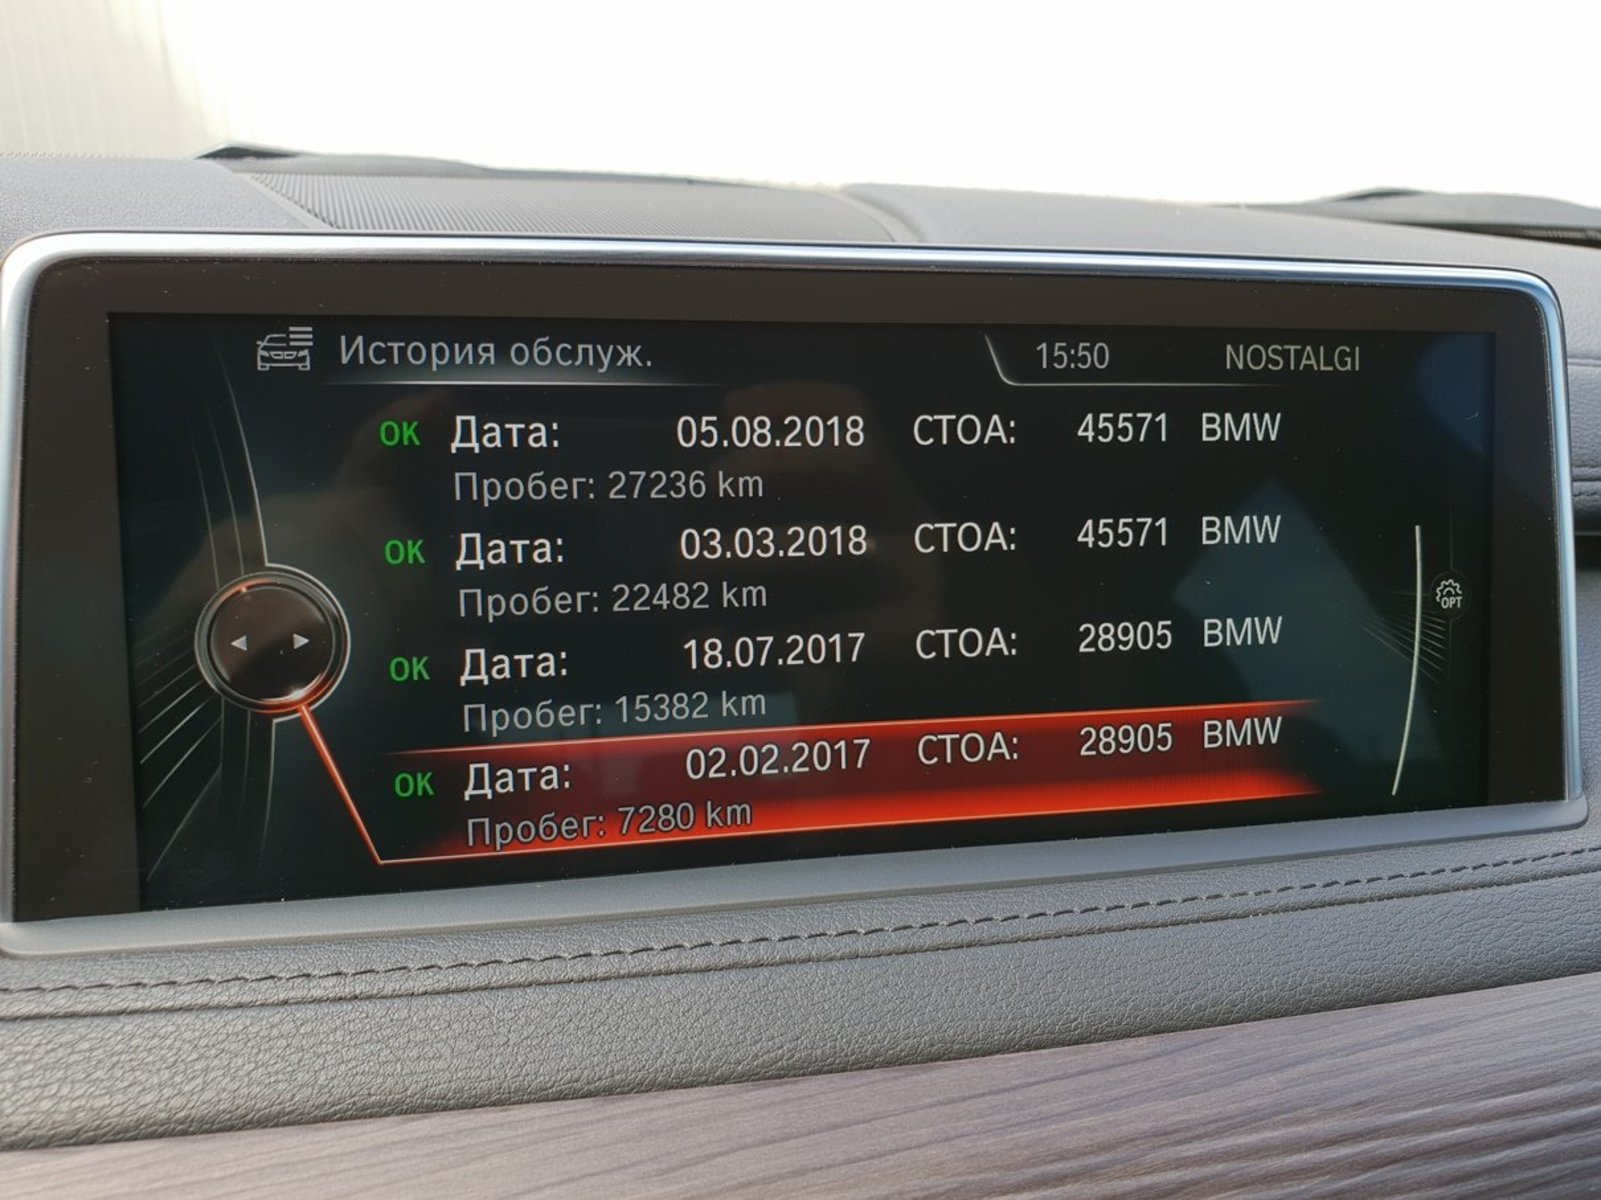 История обслуж. 15:50 NOSTALGI
OK Дата: 05.08.2018 СТОА: 45571 BMW
Пробег: 27236 km
OK Дата: 03.03.2018 СТОА: 45571 BMW
Пробег: 22482 km
OK Дата: 18.07.2017 СТОА: 28905 BMW
Пробег: 15382 km
OK Дата: 02.02.2017 СТОА: 28905 BMW
Пробег: 7280 km
OPT